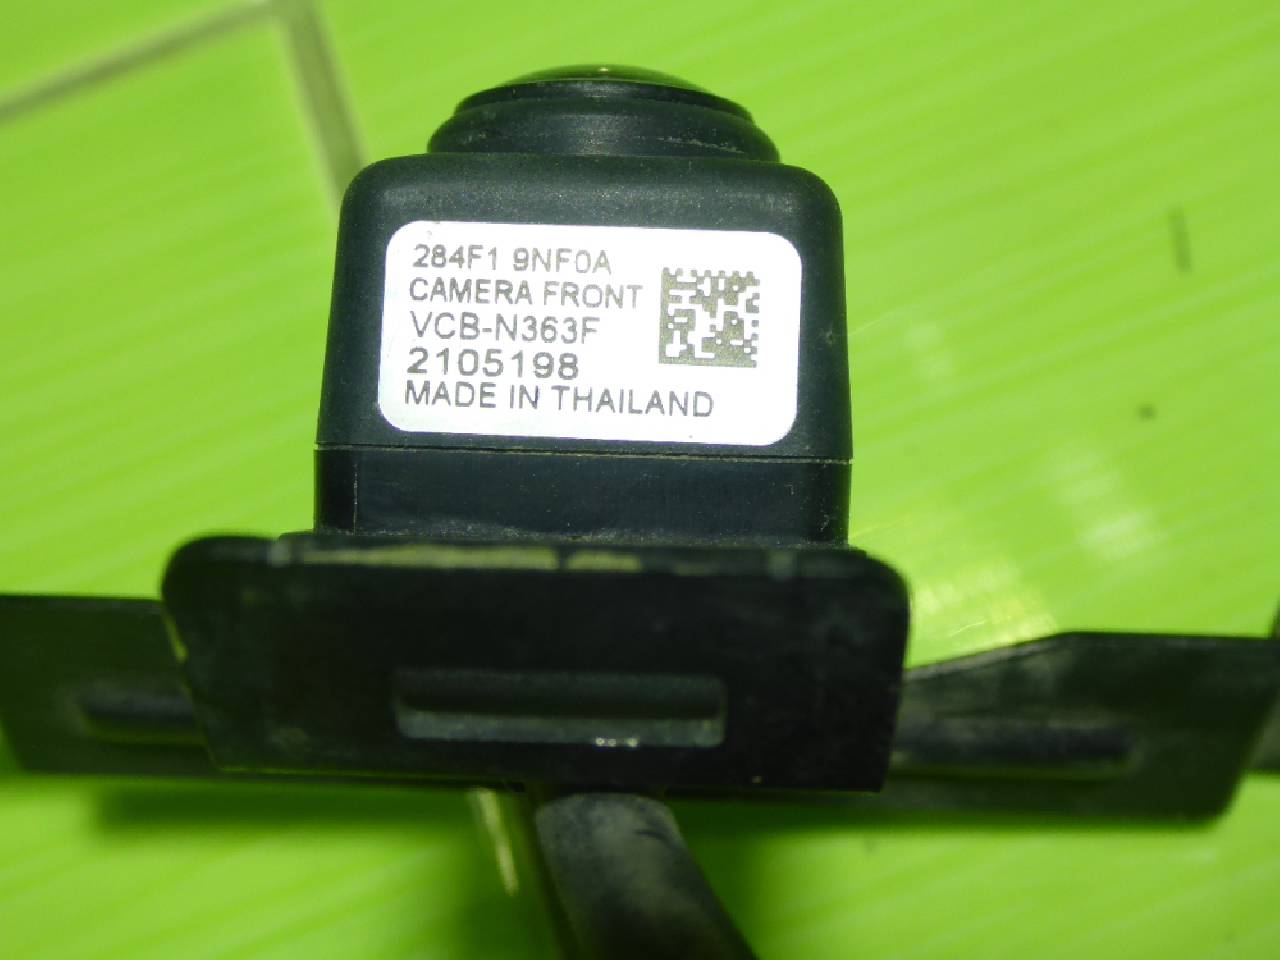 284F1 9NF0A
CAMERA FRONT
VCB-N363F
2105198
MADE IN THAILAND